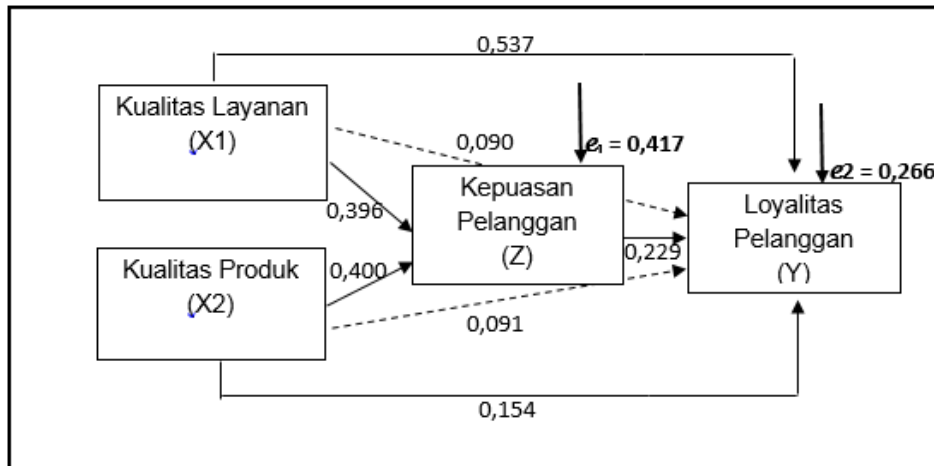 0,537
Kualitas Layanan
(X1)
0,090
e₁ = 0,417
e2 = 0,266
0,396
Kepuasan
Pelanggan
(Z)
Loyalitas
Pelanggan
(Y)
0,229
Kualitas Produk
(X2)
0,400
0,091
0,154